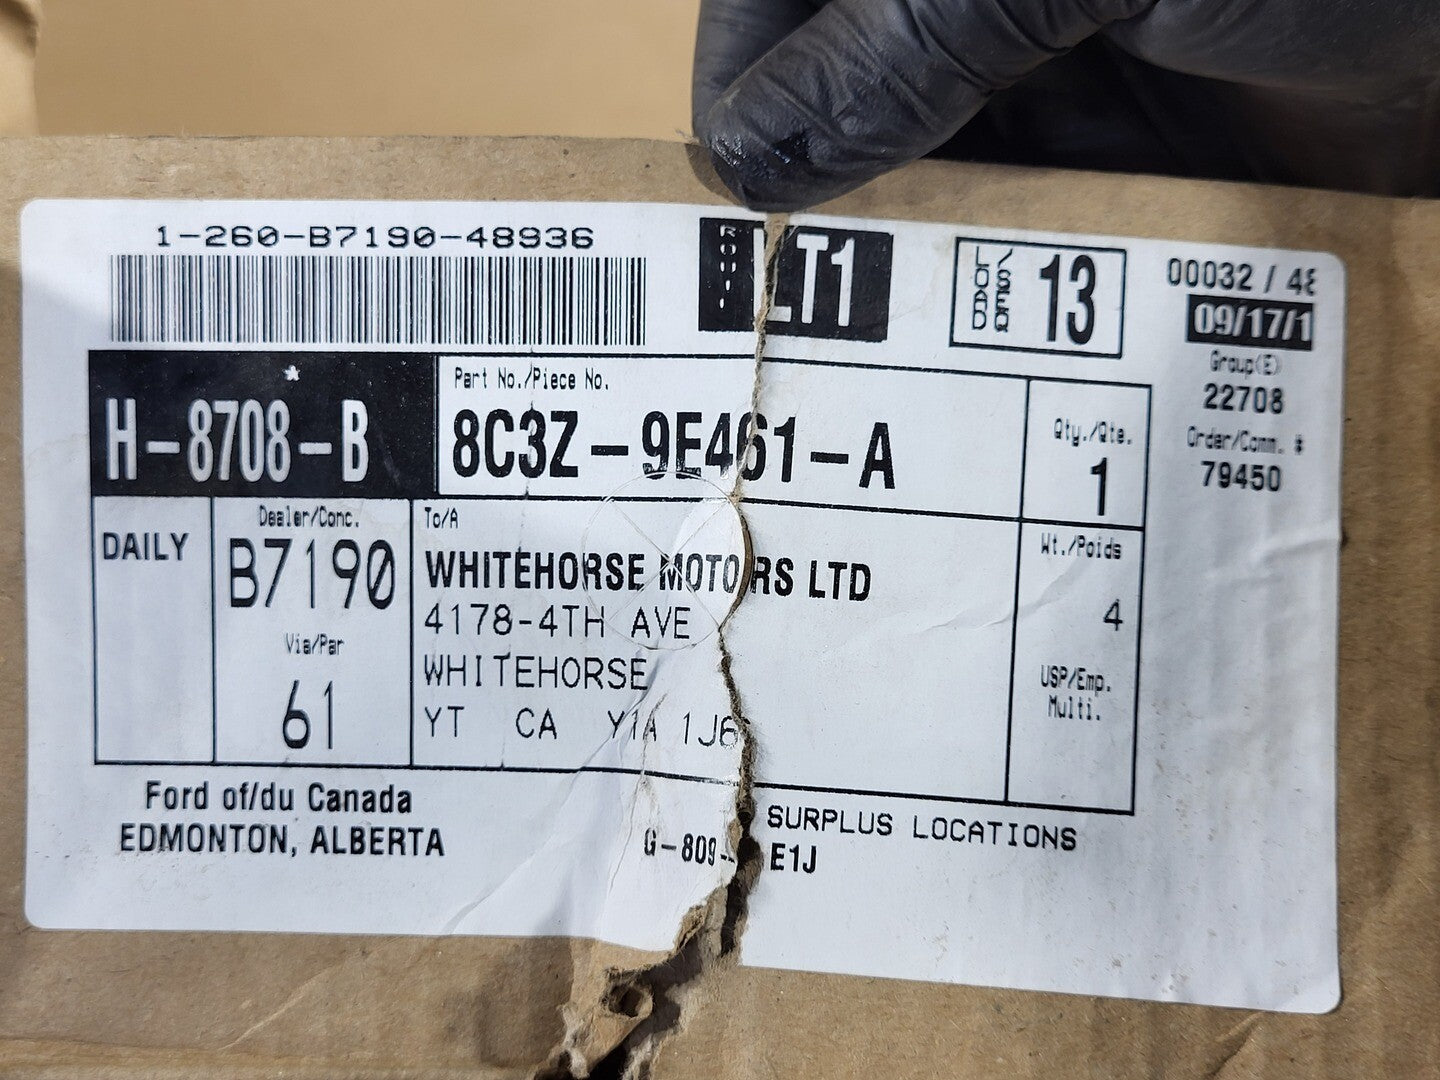 1-260-B7190-48936
ROUT LT1
LOAD /SEQ 13
00032 / 48
09/17/1
Group(E)
22708
Order/Comm. #
79450
*
H-8708-B
Part No./Piece No.
8C3Z-9E461-A
Qty./Qte.
1
DAILY
Dealer/Conc.
B7190
Via/Par
61
To/A
WHITEHORSE MOTORS LTD
4178-4TH AVE
WHITEHORSE
YT CA Y1A 1J6
Wt./Poids
4
USP/Emp.
Multi.
Ford of/du Canada
EDMONTON, ALBERTA
SURPLUS LOCATIONS
G-809- E1J